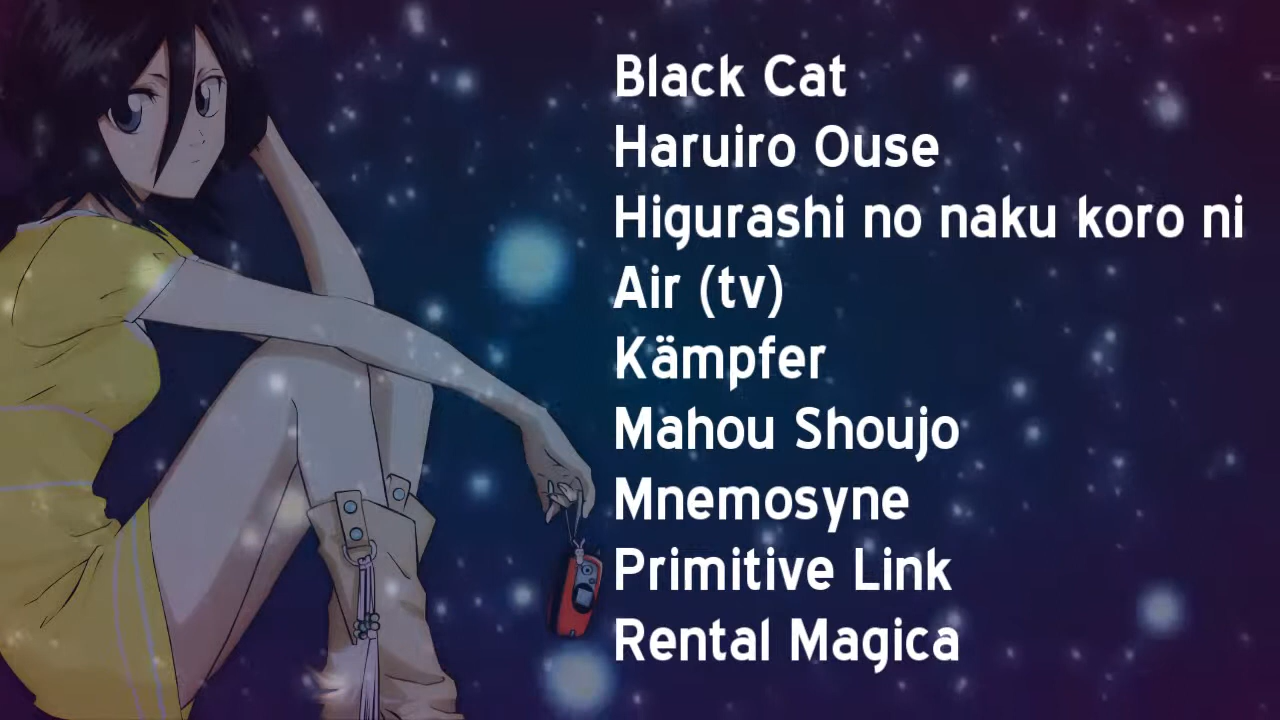 Black Cat
Haruiro Ouse
Higurashi no naku koro ni
Air (tv)
Kämpfer
Mahou Shoujo
Mnemosyne
Primitive Link
Rental Magica